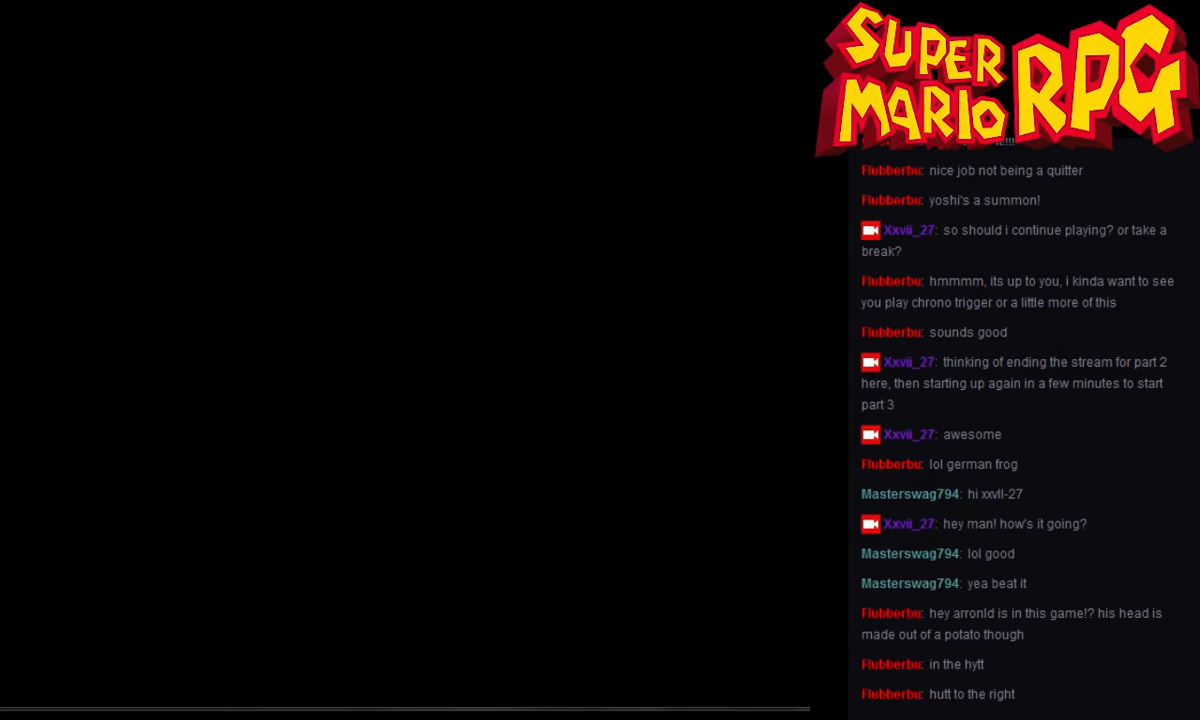 SUPER
MARIO RPG
it!!!!
Flubberbu: nice job not being a quitter
Flubberbu: yoshi's a summon!
Xxvii_27: so should i continue playing? or take a
break?
Flubberbu: hmmmm, its up to you, i kinda want to see
you play chrono trigger or a little more of this
Flubberbu: sounds good
Xxvii_27: thinking of ending the stream for part 2
here, then starting up again in a few minutes to start
part 3
Xxvii_27: awesome
Flubberbu: lol german frog
Masterswag794: hi xxvll-27
Xxvii_27: hey man! how's it going?
Masterswag794: lol good
Masterswag794: yea beat it
Flubberbu: hey arronld is in this game!? his head is
made out of a potato though
Flubberbu: in the hytt
Flubberbu: hutt to the right